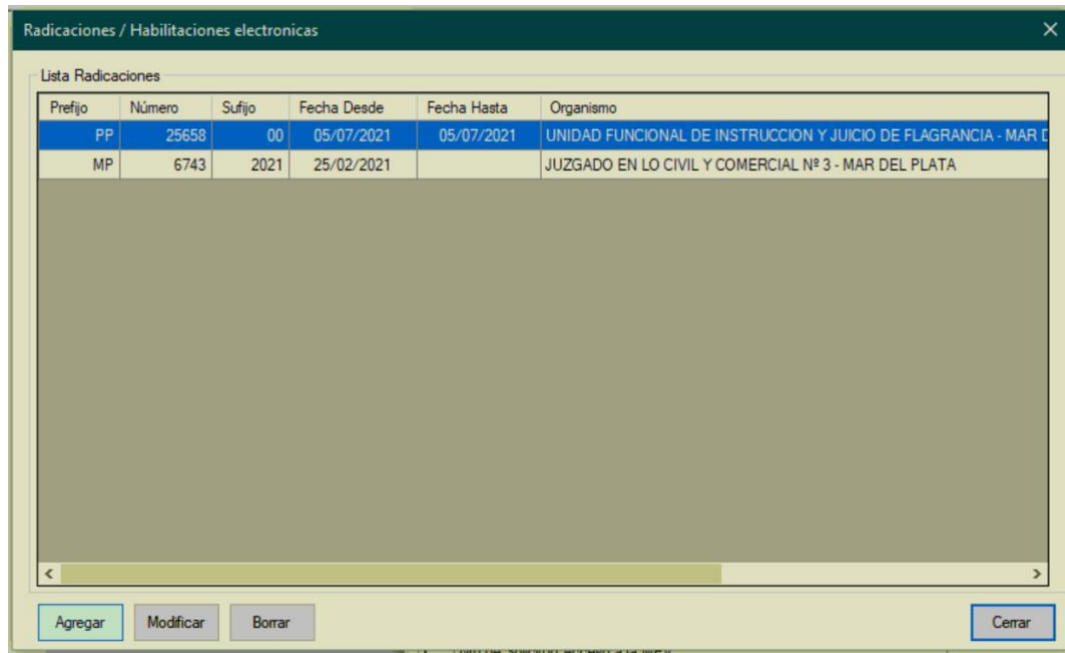 Radicaciones / Habilitaciones electronicas
Lista Radicaciones
Prefijo Número Sufijo Fecha Desde Fecha Hasta Organismo
PP 25658 00 05/07/2021 05/07/2021 UNIDAD FUNCIONAL DE INSTRUCCION Y JUICIO DE FLAGRANCIA - MAR
MP 6743 2021 25/02/2021 JUZGADO EN LO CIVIL Y COMERCIAL Nº 3 - MAR DEL PLATA
Agregar Modificar Borrar Cerrar